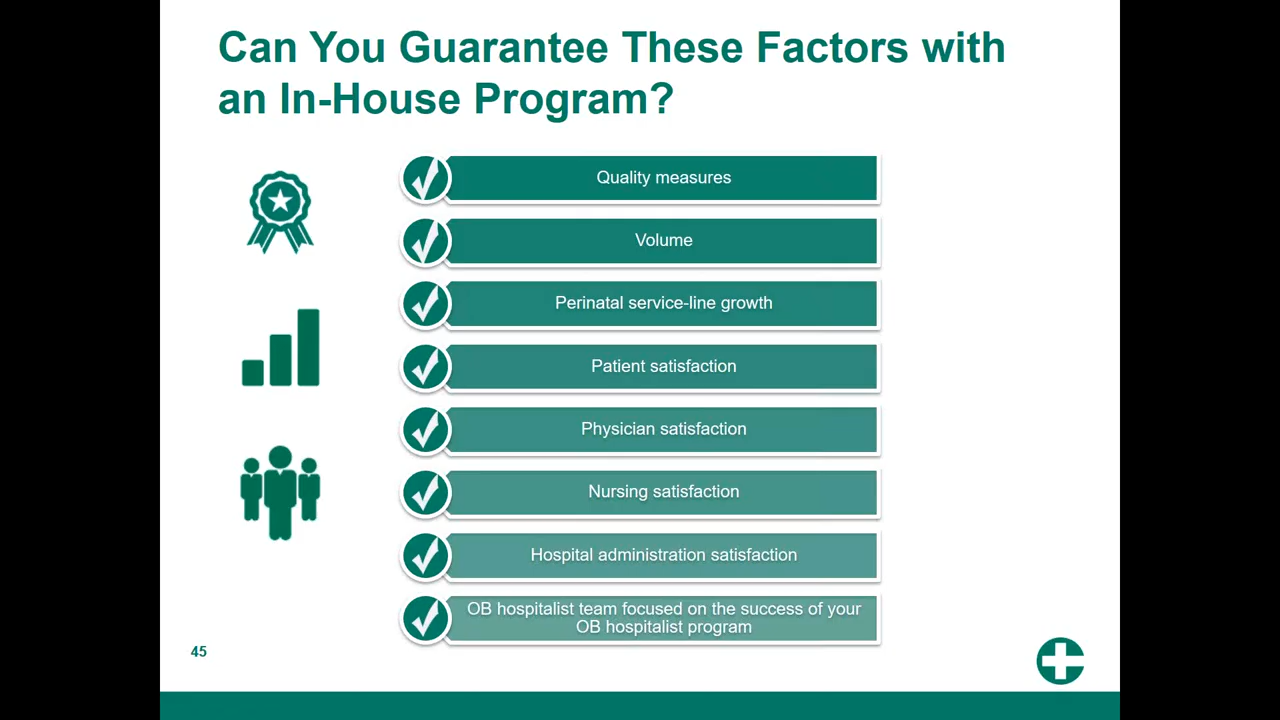 Can You Guarantee These Factors with
an In-House Program?
Quality measures
Volume
Perinatal service-line growth
Patient satisfaction
Physician satisfaction
Nursing satisfaction
Hospital administration satisfaction
OB hospitalist team focused on the success of your
OB hospitalist program
45